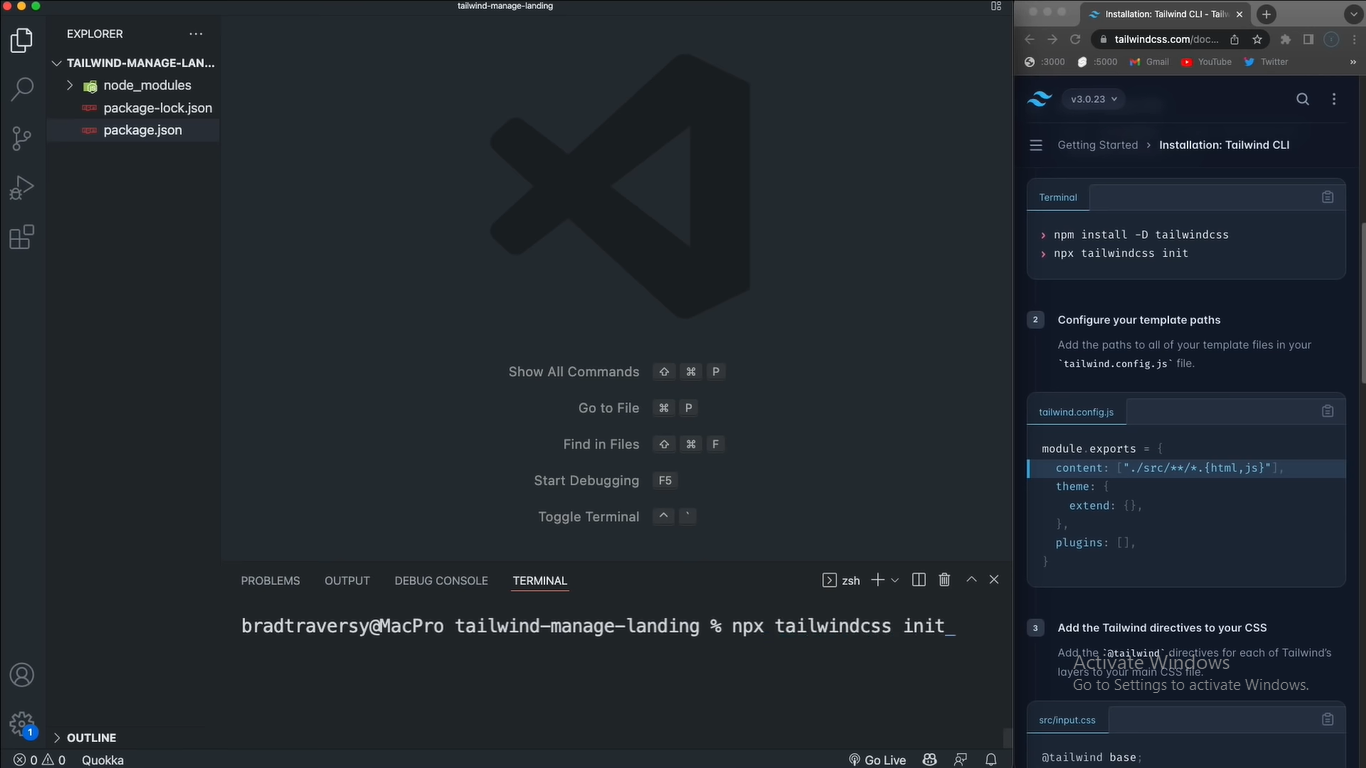 tailwind-manage-landing
EXPLORER
TAILWIND-MANAGE-LAN...
node_modules
package-lock.json
package.json
Show All Commands ⇧ ⌘ P
Go to File ⌘ P
Find in Files ⇧ ⌘ F
Start Debugging F5
Toggle Terminal ^ `
PROBLEMS OUTPUT DEBUG CONSOLE TERMINAL
zsh
bradtraversy@MacPro tailwind-manage-landing % npx tailwindcss init_
1
OUTLINE
0 0 Quokka
Go Live
Installation: Tailwind CLI - Tailw
tailwindcss.com/doc...
:3000 :5000 Gmail YouTube Twitter »
v3.0.23
Getting Started › Installation: Tailwind CLI
Terminal
› npm install -D tailwindcss
› npx tailwindcss init
2 Configure your template paths
Add the paths to all of your template files in your
`tailwind.config.js` file.
tailwind.config.js
module.exports = {
content: ["./src/**/*.{html,js}"],
theme: {
extend: {},
},
plugins: [],
}
3 Add the Tailwind directives to your CSS
Add the `@tailwind` directives for each of Tailwind's
layers to your main CSS file.
Activate Windows
Go to Settings to activate Windows.
src/input.css
@tailwind base;